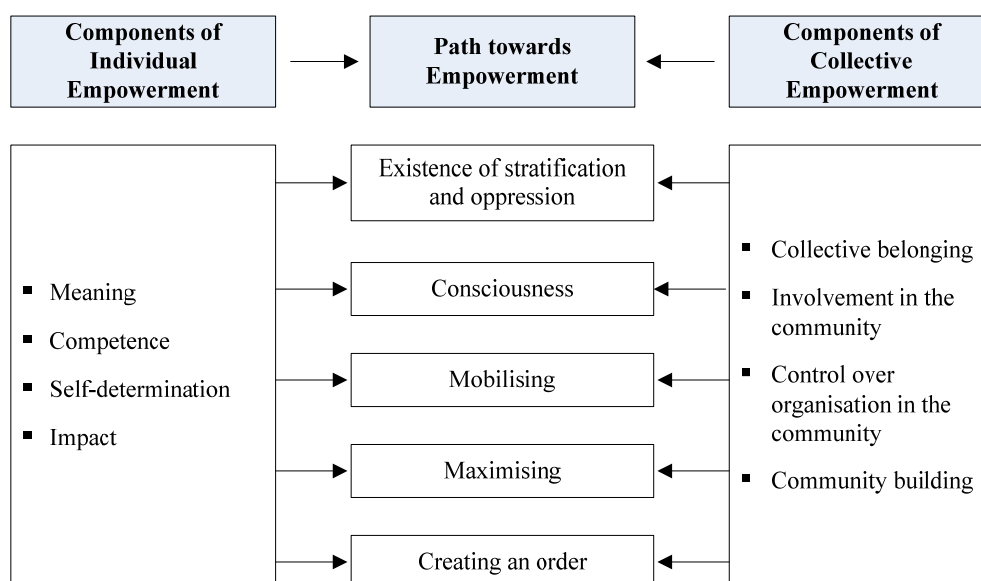 Components of
Individual
Empowerment
Path towards
Empowerment
Components of
Collective
Empowerment
▪ Meaning
▪ Competence
▪ Self-determination
▪ Impact
Existence of stratification
and oppression
Consciousness
Mobilising
Maximising
Creating an order
▪ Collective belonging
▪ Involvement in the
community
▪ Control over
organisation in the
community
▪ Community building